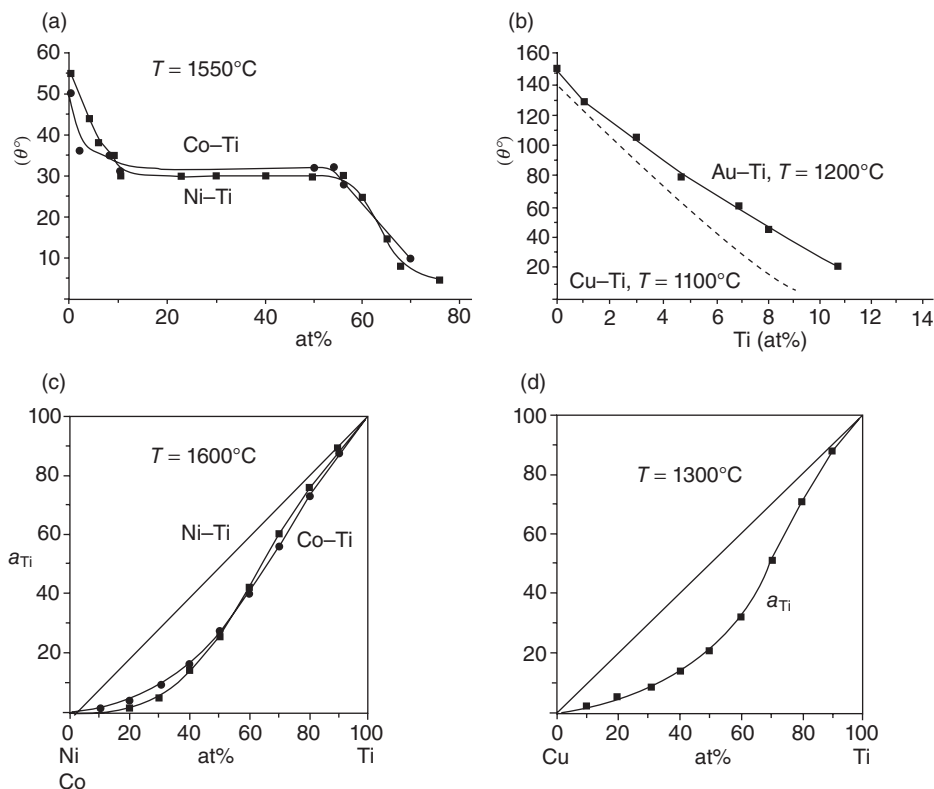 (a)
60
50
40
30
20
10
(θ°)
T = 1550°C
Co–Ti
Ni–Ti
0 20 40 60 80
at%
(b)
160
140
120
100
80
60
40
20
(θ°)
Au–Ti, T = 1200°C
Cu–Ti, T = 1100°C
0 2 4 6 8 10 12 14
Ti (at%)
(c)
100
80
60
40
20
aTi
T = 1600°C
Ni–Ti
Co–Ti
0 20 40 60 80 100
Ni at% Ti
Co
(d)
100
80
60
40
20
T = 1300°C
aTi
0 20 40 60 80 100
Cu at% Ti